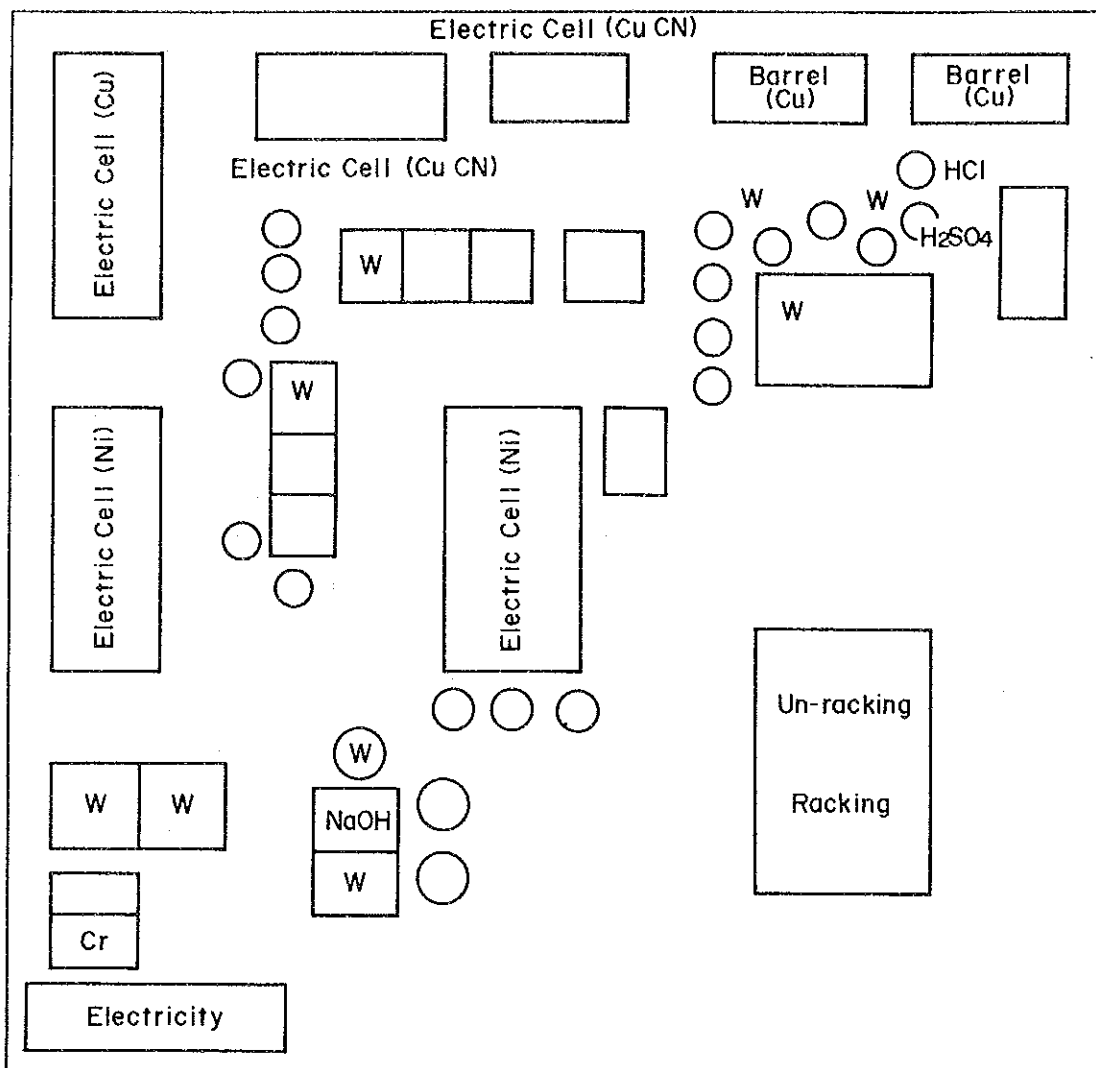 Electric Cell (Cu CN)
Electric Cell (Cu)
Barrel
(Cu)
Barrel
(Cu)
Electric Cell (Cu CN)
HCl
W
W
H2SO4
W
W
W
Electric Cell (Ni)
Electric Cell (Ni)
Un-racking
Racking
W
W
W
NaOH
W
Cr
Electricity